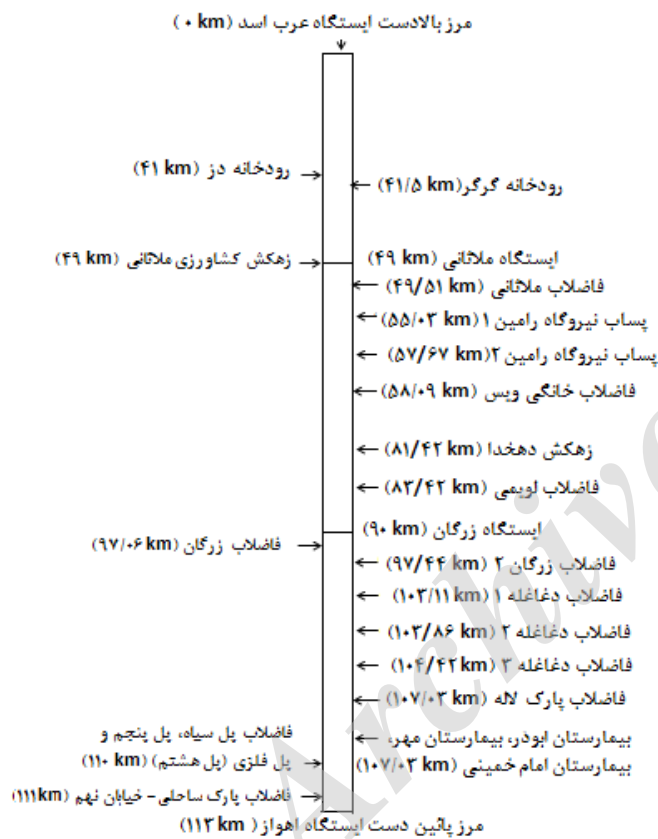 مرز بالادست ایستگاه عرب اسد (۰ km)
رودخانه دز (۴۱ km)
رودخانه گرگر (۴۱/۵ km)
ایستگاه ملاثانی (۴۹ km)
زهکش کشاورزی ملاثانی (۴۹ km)
فاضلاب ملاثانی (۴۹/۵۱ km)
پساب نیروگاه رامین ۱ (۵۵/۰۳ km)
پساب نیروگاه رامین ۲ (۵۷/۶۷ km)
فاضلاب خانگی ویس (۵۸/۰۹ km)
زهکش دهخدا (۸۱/۴۲ km)
فاضلاب لویمی (۸۳/۴۲ km)
ایستگاه زرگان (۹۰ km)
فاضلاب زرگان (۹۷/۰۶ km)
فاضلاب زرگان ۲ (۹۷/۴۴ km)
فاضلاب دغاغله ۱ (۱۰۳/۱۱ km)
فاضلاب دغاغله ۲ (۱۰۳/۸۶ km)
فاضلاب دغاغله ۳ (۱۰۴/۴۲ km)
فاضلاب پارک لاله (۱۰۷/۰۳ km)
بیمارستان ابوذر، بیمارستان مهر،
بیمارستان امام خمینی (۱۰۷/۰۳ km)
فاضلاب پل سیاه، پل پنجم و
پل فلزی (پل هشتم) (۱۱۰ km)
فاضلاب پارک ساحلی - خیابان نهم (۱۱۱km)
مرز پائین دست ایستگاه اهواز (۱۱۳ km)
Archive